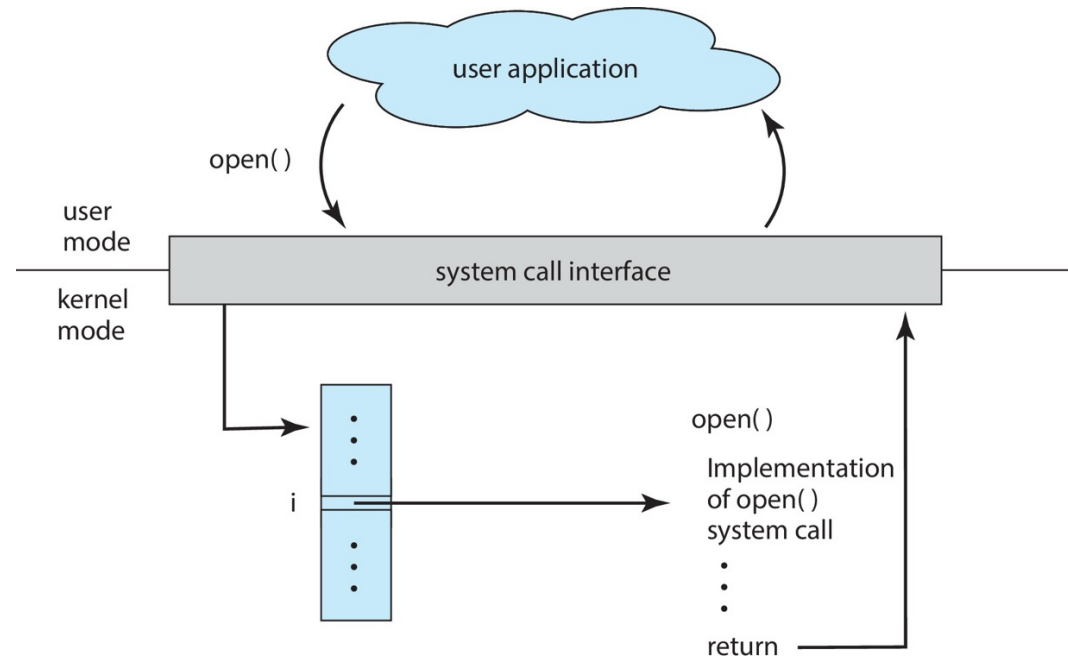 user application
open( )
user
mode
system call interface
kernel
mode
open( )
Implementation
of open( )
system call
i
return